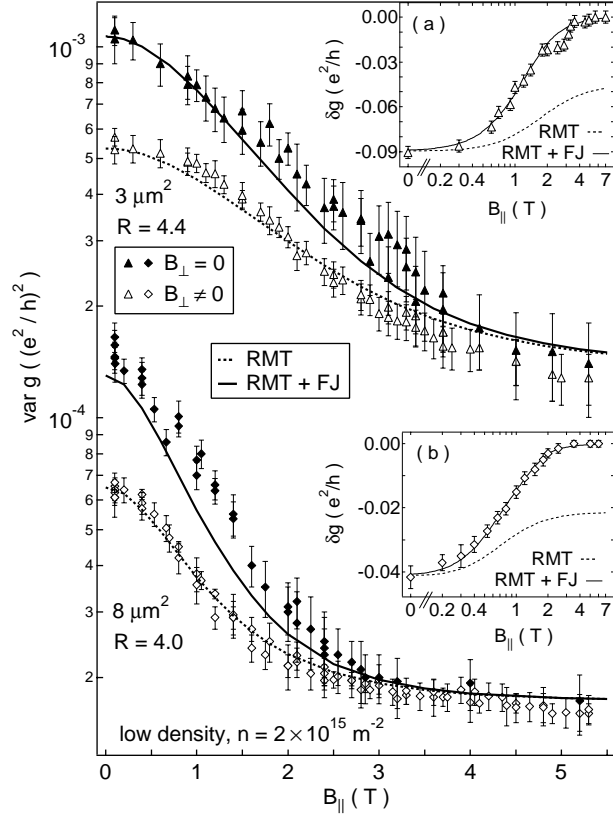 10⁻³
9
8
7
6
5
4
3
2
10⁻⁴
9
8
7
6
5
4
3
2
var g ( (e² / h)² )
3 μm²
R = 4.4
B⊥ = 0
B⊥ ≠ 0
RMT
RMT + FJ
8 μm²
R = 4.0
low density, n = 2 × 10¹⁵ m⁻²
0 1 2 3 4 5
B|| ( T )
( a )
0.00
-0.03
-0.06
-0.09
δg ( e²/h )
RMT
RMT + FJ
0 0.2 0.4 1 2 4 7
B|| ( T )
( b )
0.00
-0.02
-0.04
δg ( e²/h )
RMT
RMT + FJ
0 0.2 0.4 1 2 4 7
B|| ( T )